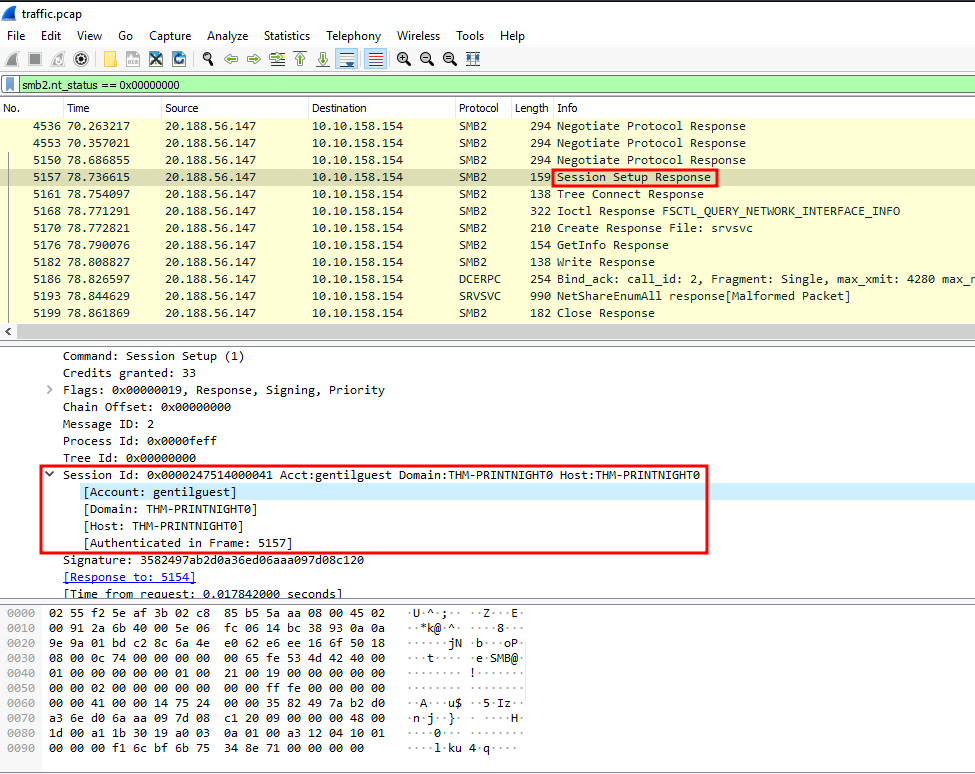 traffic.pcap
File Edit View Go Capture Analyze Statistics Telephony Wireless Tools Help
smb2.nt_status == 0x00000000
No. Time Source Destination Protocol Length Info
4536 70.263217 20.188.56.147 10.10.158.154 SMB2 294 Negotiate Protocol Response
4553 70.357021 20.188.56.147 10.10.158.154 SMB2 294 Negotiate Protocol Response
5150 78.686855 20.188.56.147 10.10.158.154 SMB2 294 Negotiate Protocol Response
5157 78.736615 20.188.56.147 10.10.158.154 SMB2 159 Session Setup Response
5161 78.754097 20.188.56.147 10.10.158.154 SMB2 138 Tree Connect Response
5168 78.771291 20.188.56.147 10.10.158.154 SMB2 322 Ioctl Response FSCTL_QUERY_NETWORK_INTERFACE_INFO
5170 78.772821 20.188.56.147 10.10.158.154 SMB2 210 Create Response File: srvsvc
5176 78.790076 20.188.56.147 10.10.158.154 SMB2 154 GetInfo Response
5182 78.808827 20.188.56.147 10.10.158.154 SMB2 138 Write Response
5186 78.826597 20.188.56.147 10.10.158.154 DCERPC 254 Bind_ack: call_id: 2, Fragment: Single, max_xmit: 4280 max_r
5193 78.844629 20.188.56.147 10.10.158.154 SRVSVC 990 NetShareEnumAll response[Malformed Packet]
5199 78.861869 20.188.56.147 10.10.158.154 SMB2 182 Close Response
Command: Session Setup (1)
Credits granted: 33
Flags: 0x00000019, Response, Signing, Priority
Chain Offset: 0x00000000
Message ID: 2
Process Id: 0x0000feff
Tree Id: 0x00000000
Session Id: 0x0000247514000041 Acct:gentilguest Domain:THM-PRINTNIGHT0 Host:THM-PRINTNIGHT0
[Account: gentilguest]
[Domain: THM-PRINTNIGHT0]
[Host: THM-PRINTNIGHT0]
[Authenticated in Frame: 5157]
Signature: 3582497ab2d0a36ed06aaa097d08c120
[Response to: 5154]
[Time from request: 0.017842000 seconds]
0000 02 55 f2 5e af 3b 02 c8 85 b5 5a aa 08 00 45 02 ·U·^·;·· ··Z···E·
0010 00 91 2a 6b 40 00 5e 06 fc 06 14 bc 38 93 0a 0a ··*k@·^· ····8···
0020 9e 9a 01 bd c2 8c 6a 4e e0 62 e6 ee 16 6f 50 18 ······jN ·b···oP·
0030 08 00 0c 74 00 00 00 00 00 65 fe 53 4d 42 40 00 ···t···· ·e·SMB@·
0040 01 00 00 00 00 00 01 00 21 00 19 00 00 00 00 00 ········ !·······
0050 00 00 02 00 00 00 00 00 00 00 ff fe 00 00 00 00 ········ ········
0060 00 00 41 00 00 14 75 24 00 00 35 82 49 7a b2 d0 ··A···u$ ··5·Iz··
0070 a3 6e d0 6a aa 09 7d 08 c1 20 09 00 00 00 48 00 ·n·j··}· · ····H·
0080 1d 00 a1 1b 30 19 a0 03 0a 01 00 a3 12 04 10 01 ····0··· ········
0090 00 00 00 f1 6c bf 6b 75 34 8e 71 00 00 00 00 ····l·ku 4·q····